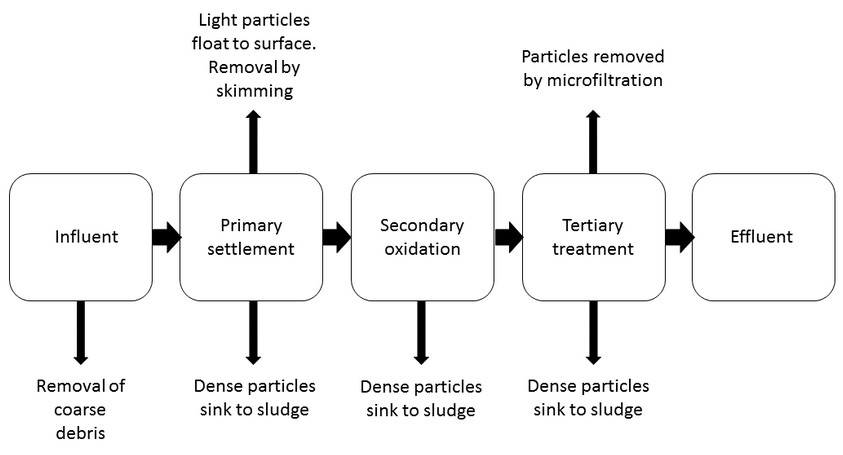 Light particles
float to surface.
Removal by
skimming
Particles removed
by microfiltration
Influent
Primary
settlement
Secondary
oxidation
Tertiary
treatment
Effluent
Removal of
coarse
debris
Dense particles
sink to sludge
Dense particles
sink to sludge
Dense particles
sink to sludge